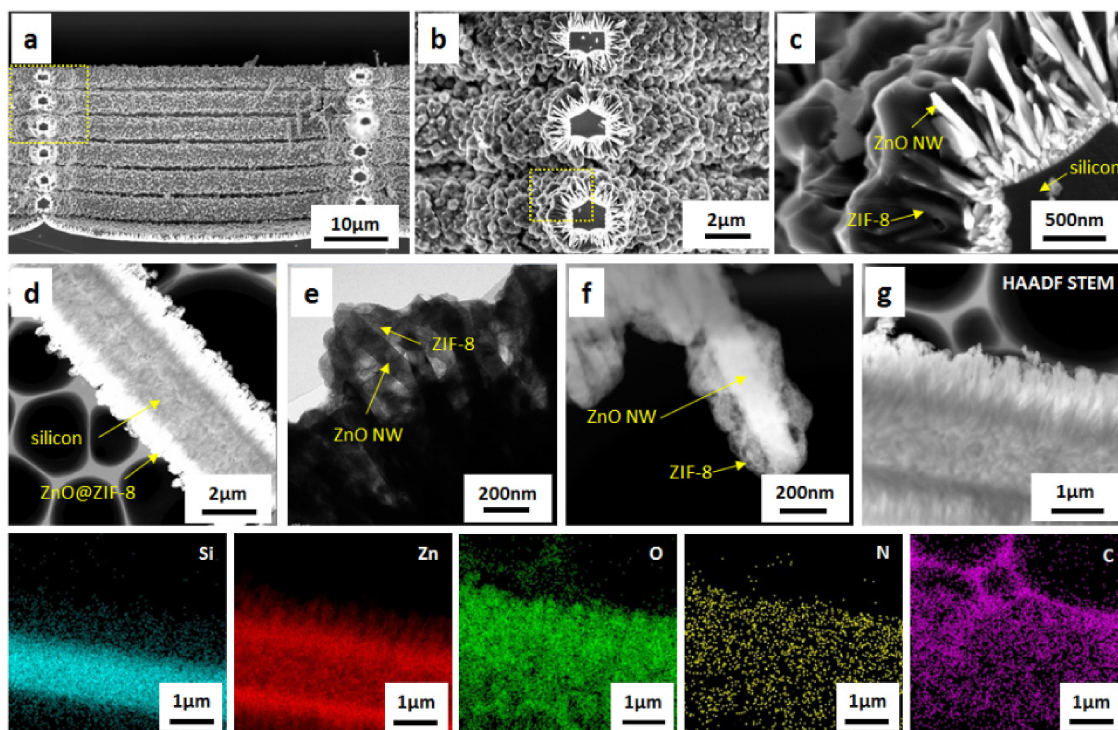 a
10μm
b
2μm
c
ZnO NW
silicon
ZIF-8
500nm
d
silicon
ZnO@ZIF-8
2μm
e
ZIF-8
ZnO NW
200nm
f
ZnO NW
ZIF-8
200nm
g
HAADF STEM
1μm
Si
1μm
Zn
1μm
O
1μm
N
1μm
C
1μm